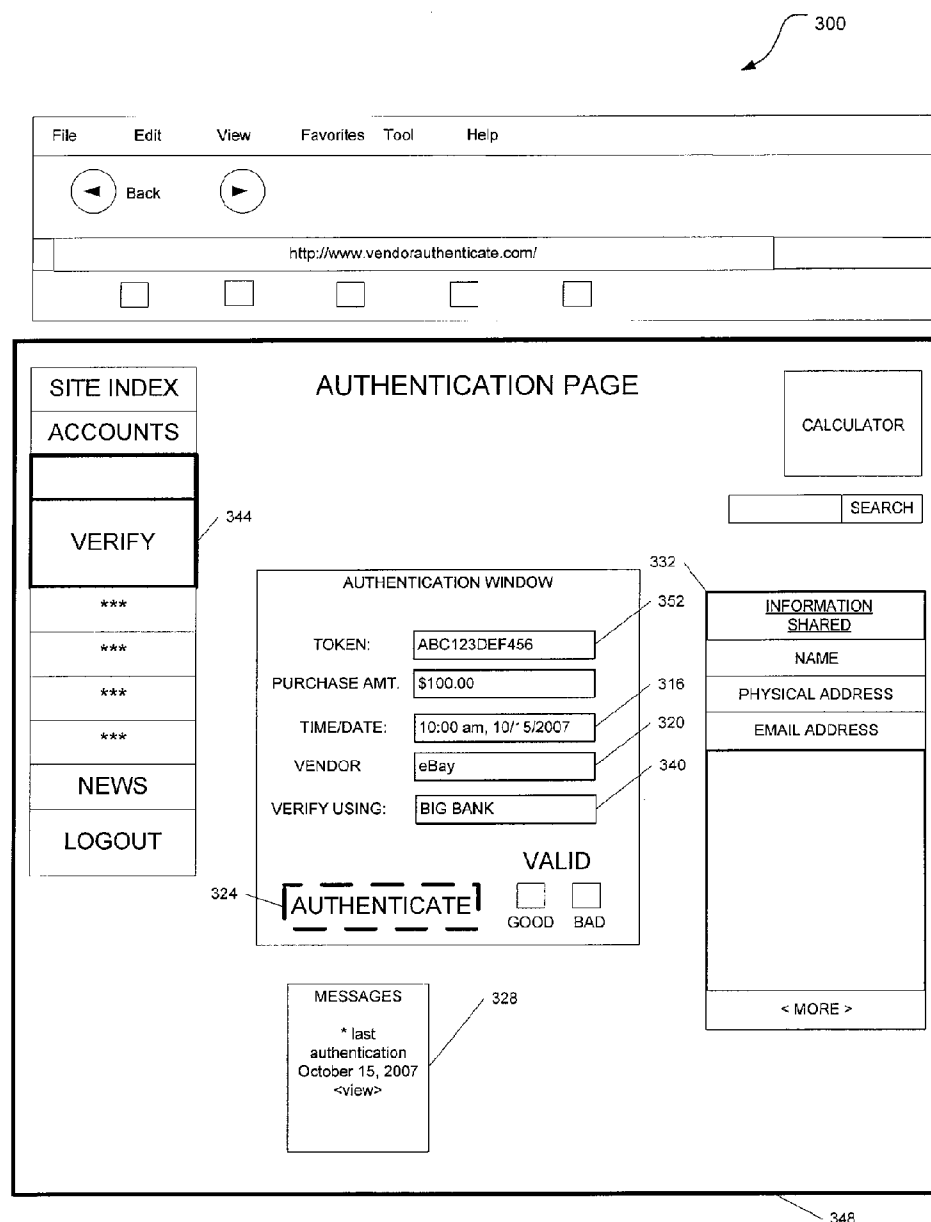 300
File Edit View Favorites Tool Help
Back
http://www.vendorauthenticate.com/
SITE INDEX
ACCOUNTS
VERIFY
344
***
***
***
***
NEWS
LOGOUT
AUTHENTICATION PAGE
CALCULATOR
SEARCH
AUTHENTICATION WINDOW
TOKEN: ABC123DEF456
352
PURCHASE AMT. $100.00
TIME/DATE: 10:00 am, 10/15/2007
316
VENDOR eBay
320
VERIFY USING: BIG BANK
340
VALID
324
AUTHENTICATE
GOOD BAD
332
INFORMATION
SHARED
NAME
PHYSICAL ADDRESS
EMAIL ADDRESS
< MORE >
MESSAGES
328
* last
authentication
October 15, 2007
<view>
348